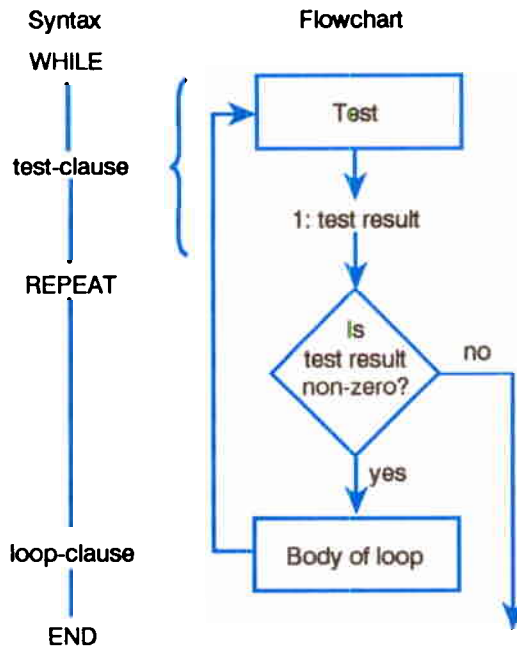 Syntax
Flowchart
WHILE
test-clause
REPEAT
loop-clause
END
Test
1: test result
Is
test result
non-zero?
no
yes
Body of loop